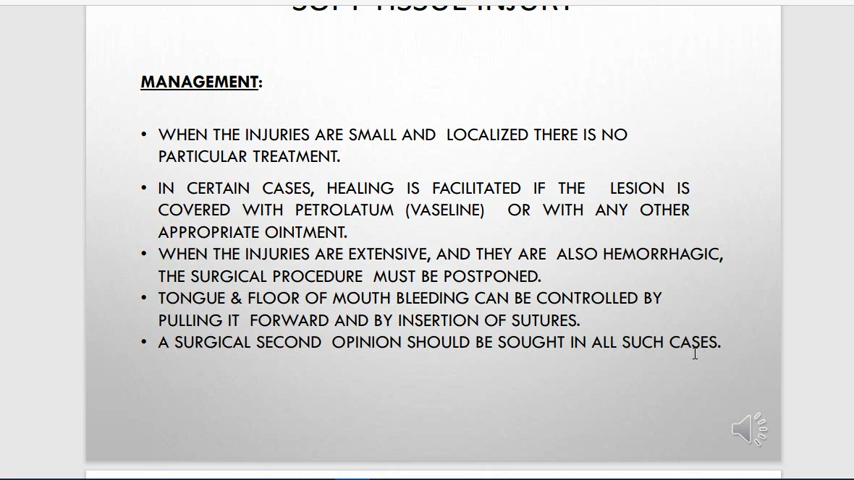 SOFT TISSUE INJURY
MANAGEMENT:
• WHEN THE INJURIES ARE SMALL AND LOCALIZED THERE IS NO
PARTICULAR TREATMENT.
• IN CERTAIN CASES, HEALING IS FACILITATED IF THE LESION IS
COVERED WITH PETROLATUM (VASELINE) OR WITH ANY OTHER
APPROPRIATE OINTMENT.
• WHEN THE INJURIES ARE EXTENSIVE, AND THEY ARE ALSO HEMORRHAGIC,
THE SURGICAL PROCEDURE MUST BE POSTPONED.
• TONGUE & FLOOR OF MOUTH BLEEDING CAN BE CONTROLLED BY
PULLING IT FORWARD AND BY INSERTION OF SUTURES.
• A SURGICAL SECOND OPINION SHOULD BE SOUGHT IN ALL SUCH CASES.